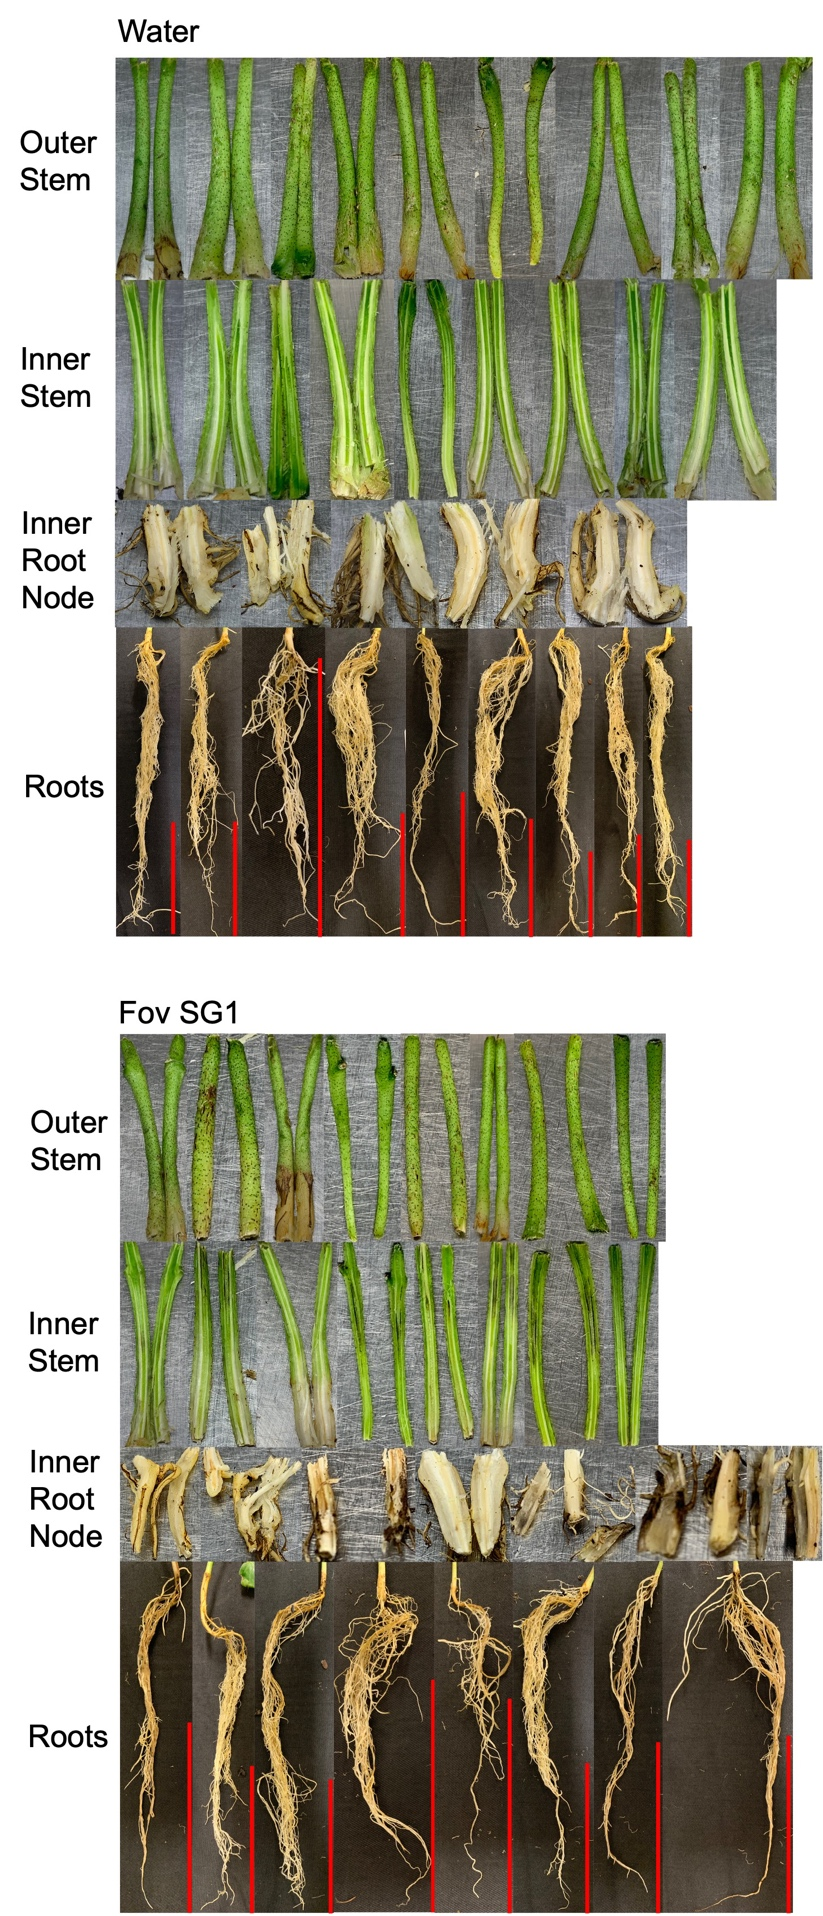 Water
Outer
Stem
Inner
Stem
Inner
Root
Node
Roots
Fov SG1
Outer
Stem
Inner
Stem
Inner
Root
Node
Roots